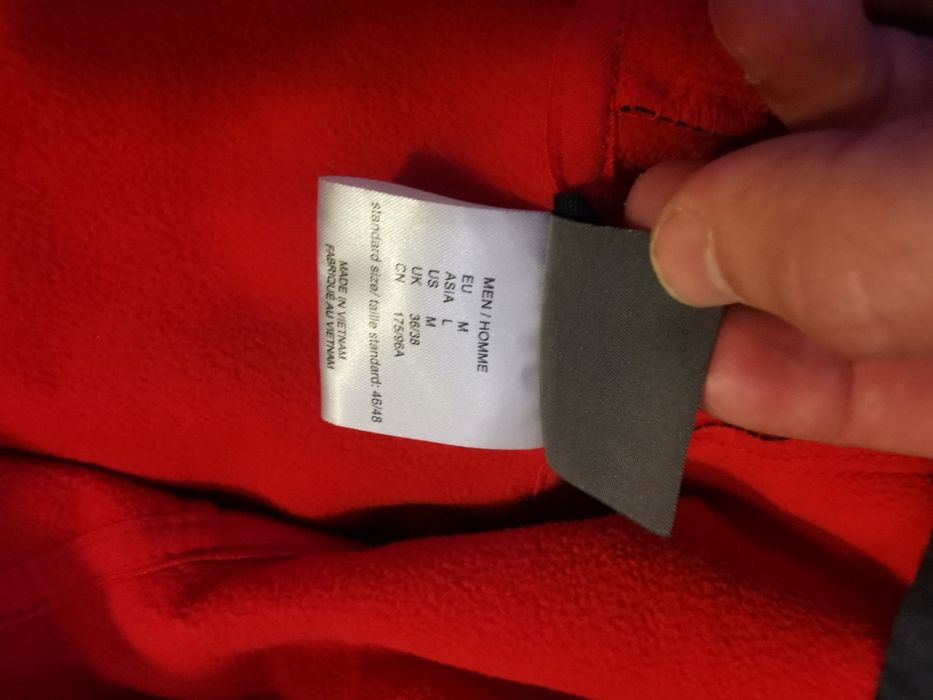 MEN / HOMME
EU M
ASIA L
US M
UK 36/38
CN 175/96A
standard size/ taille standard: 46/48
MADE IN VIETNAM
FABRIQUÉ AU VIETNAM